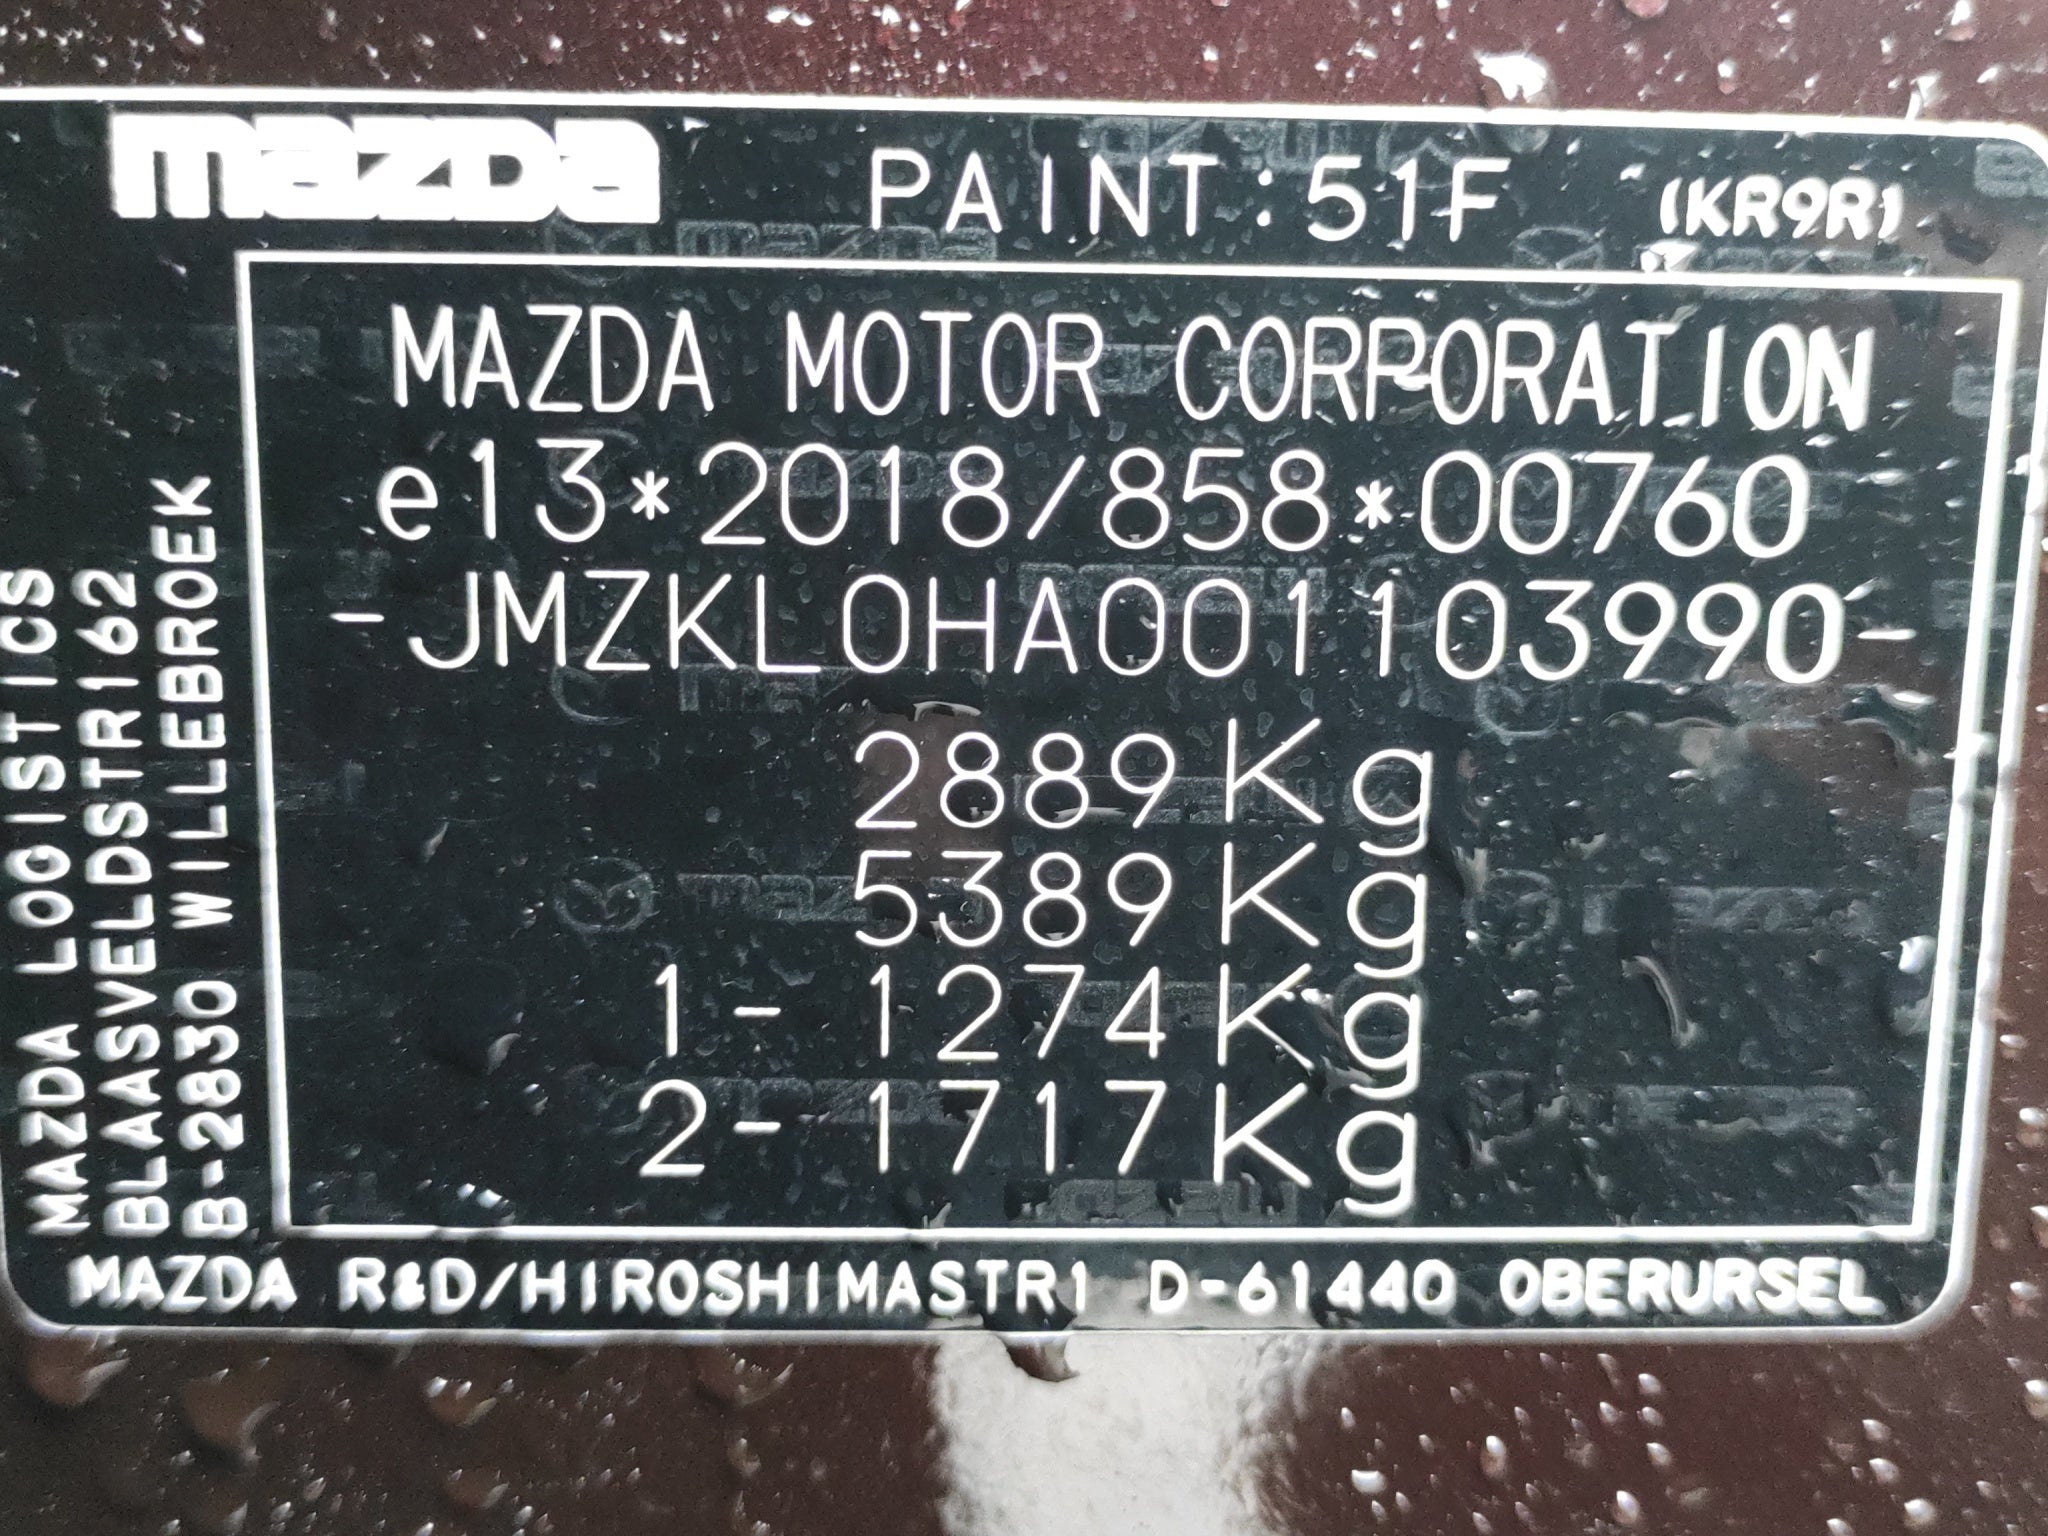 mazda PAINT:51F (KR9R)
MAZDA MOTOR CORPORATION
e13*2018/858*00760
-JMZKL0HA001103990-
2889Kg
5389Kg
1-1274Kg
2-1717Kg
MAZDA LOGISTICS
BLAASVELDSTR162
B-2830 WILLEBROEK
MAZDA R&D/HIROSHIMASTR1 D-61440 OBERURSEL